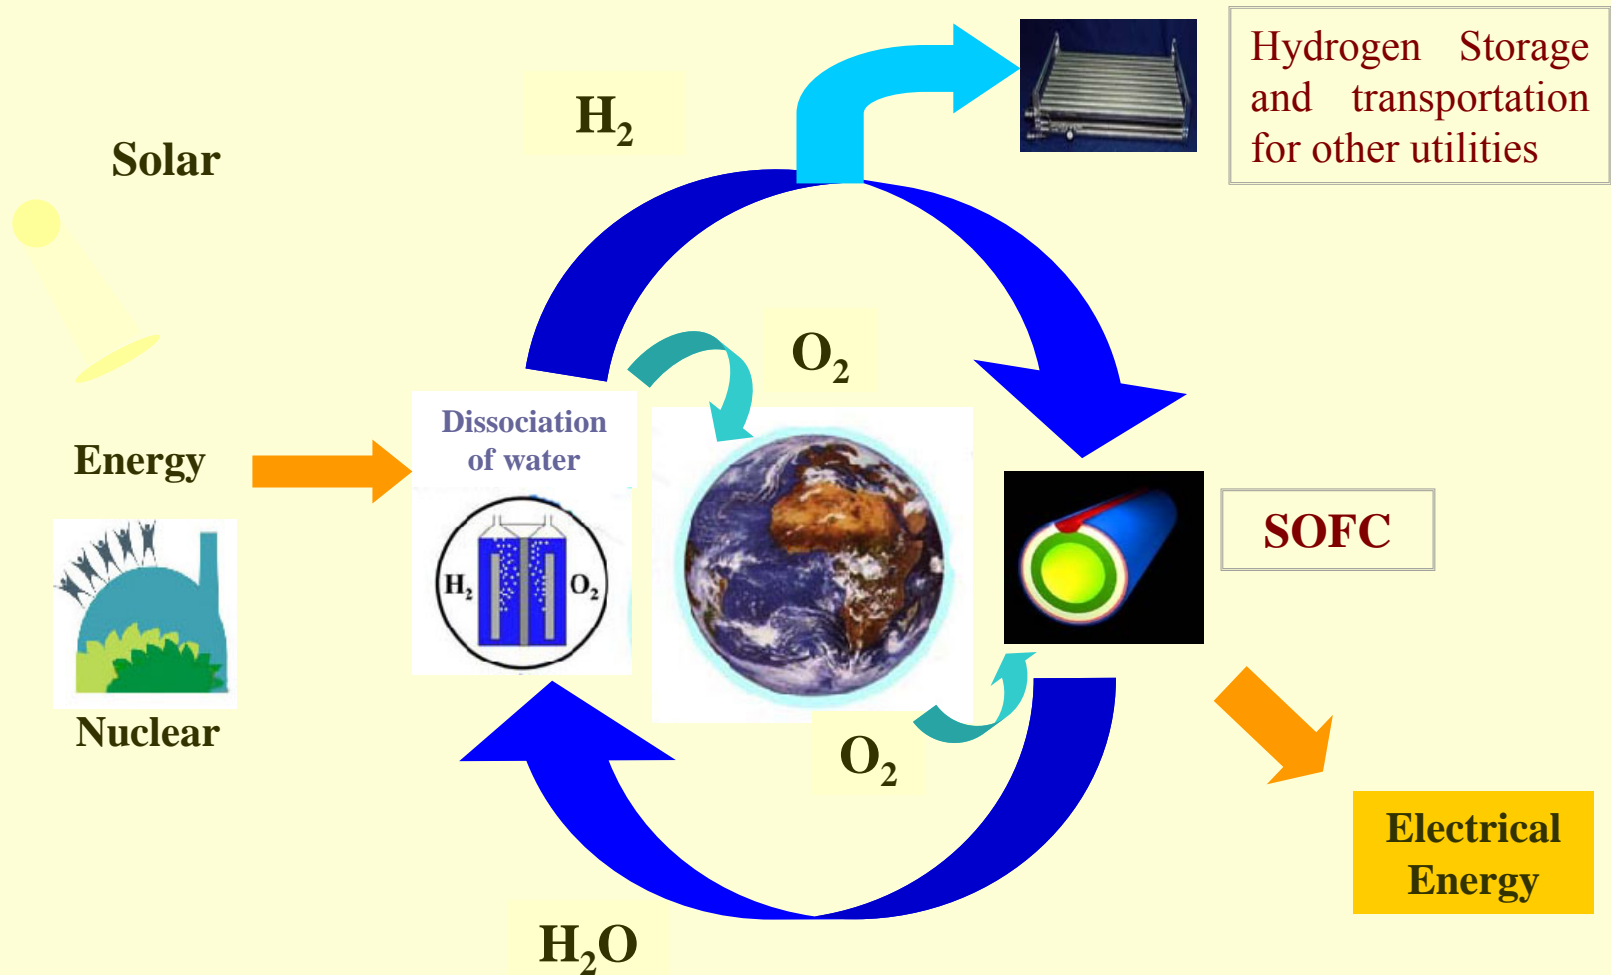 H₂
Hydrogen Storage
and transportation
for other utilities
Solar
O₂
Dissociation
of water
Energy
SOFC
H₂
O₂
Nuclear
O₂
Electrical
Energy
H₂O